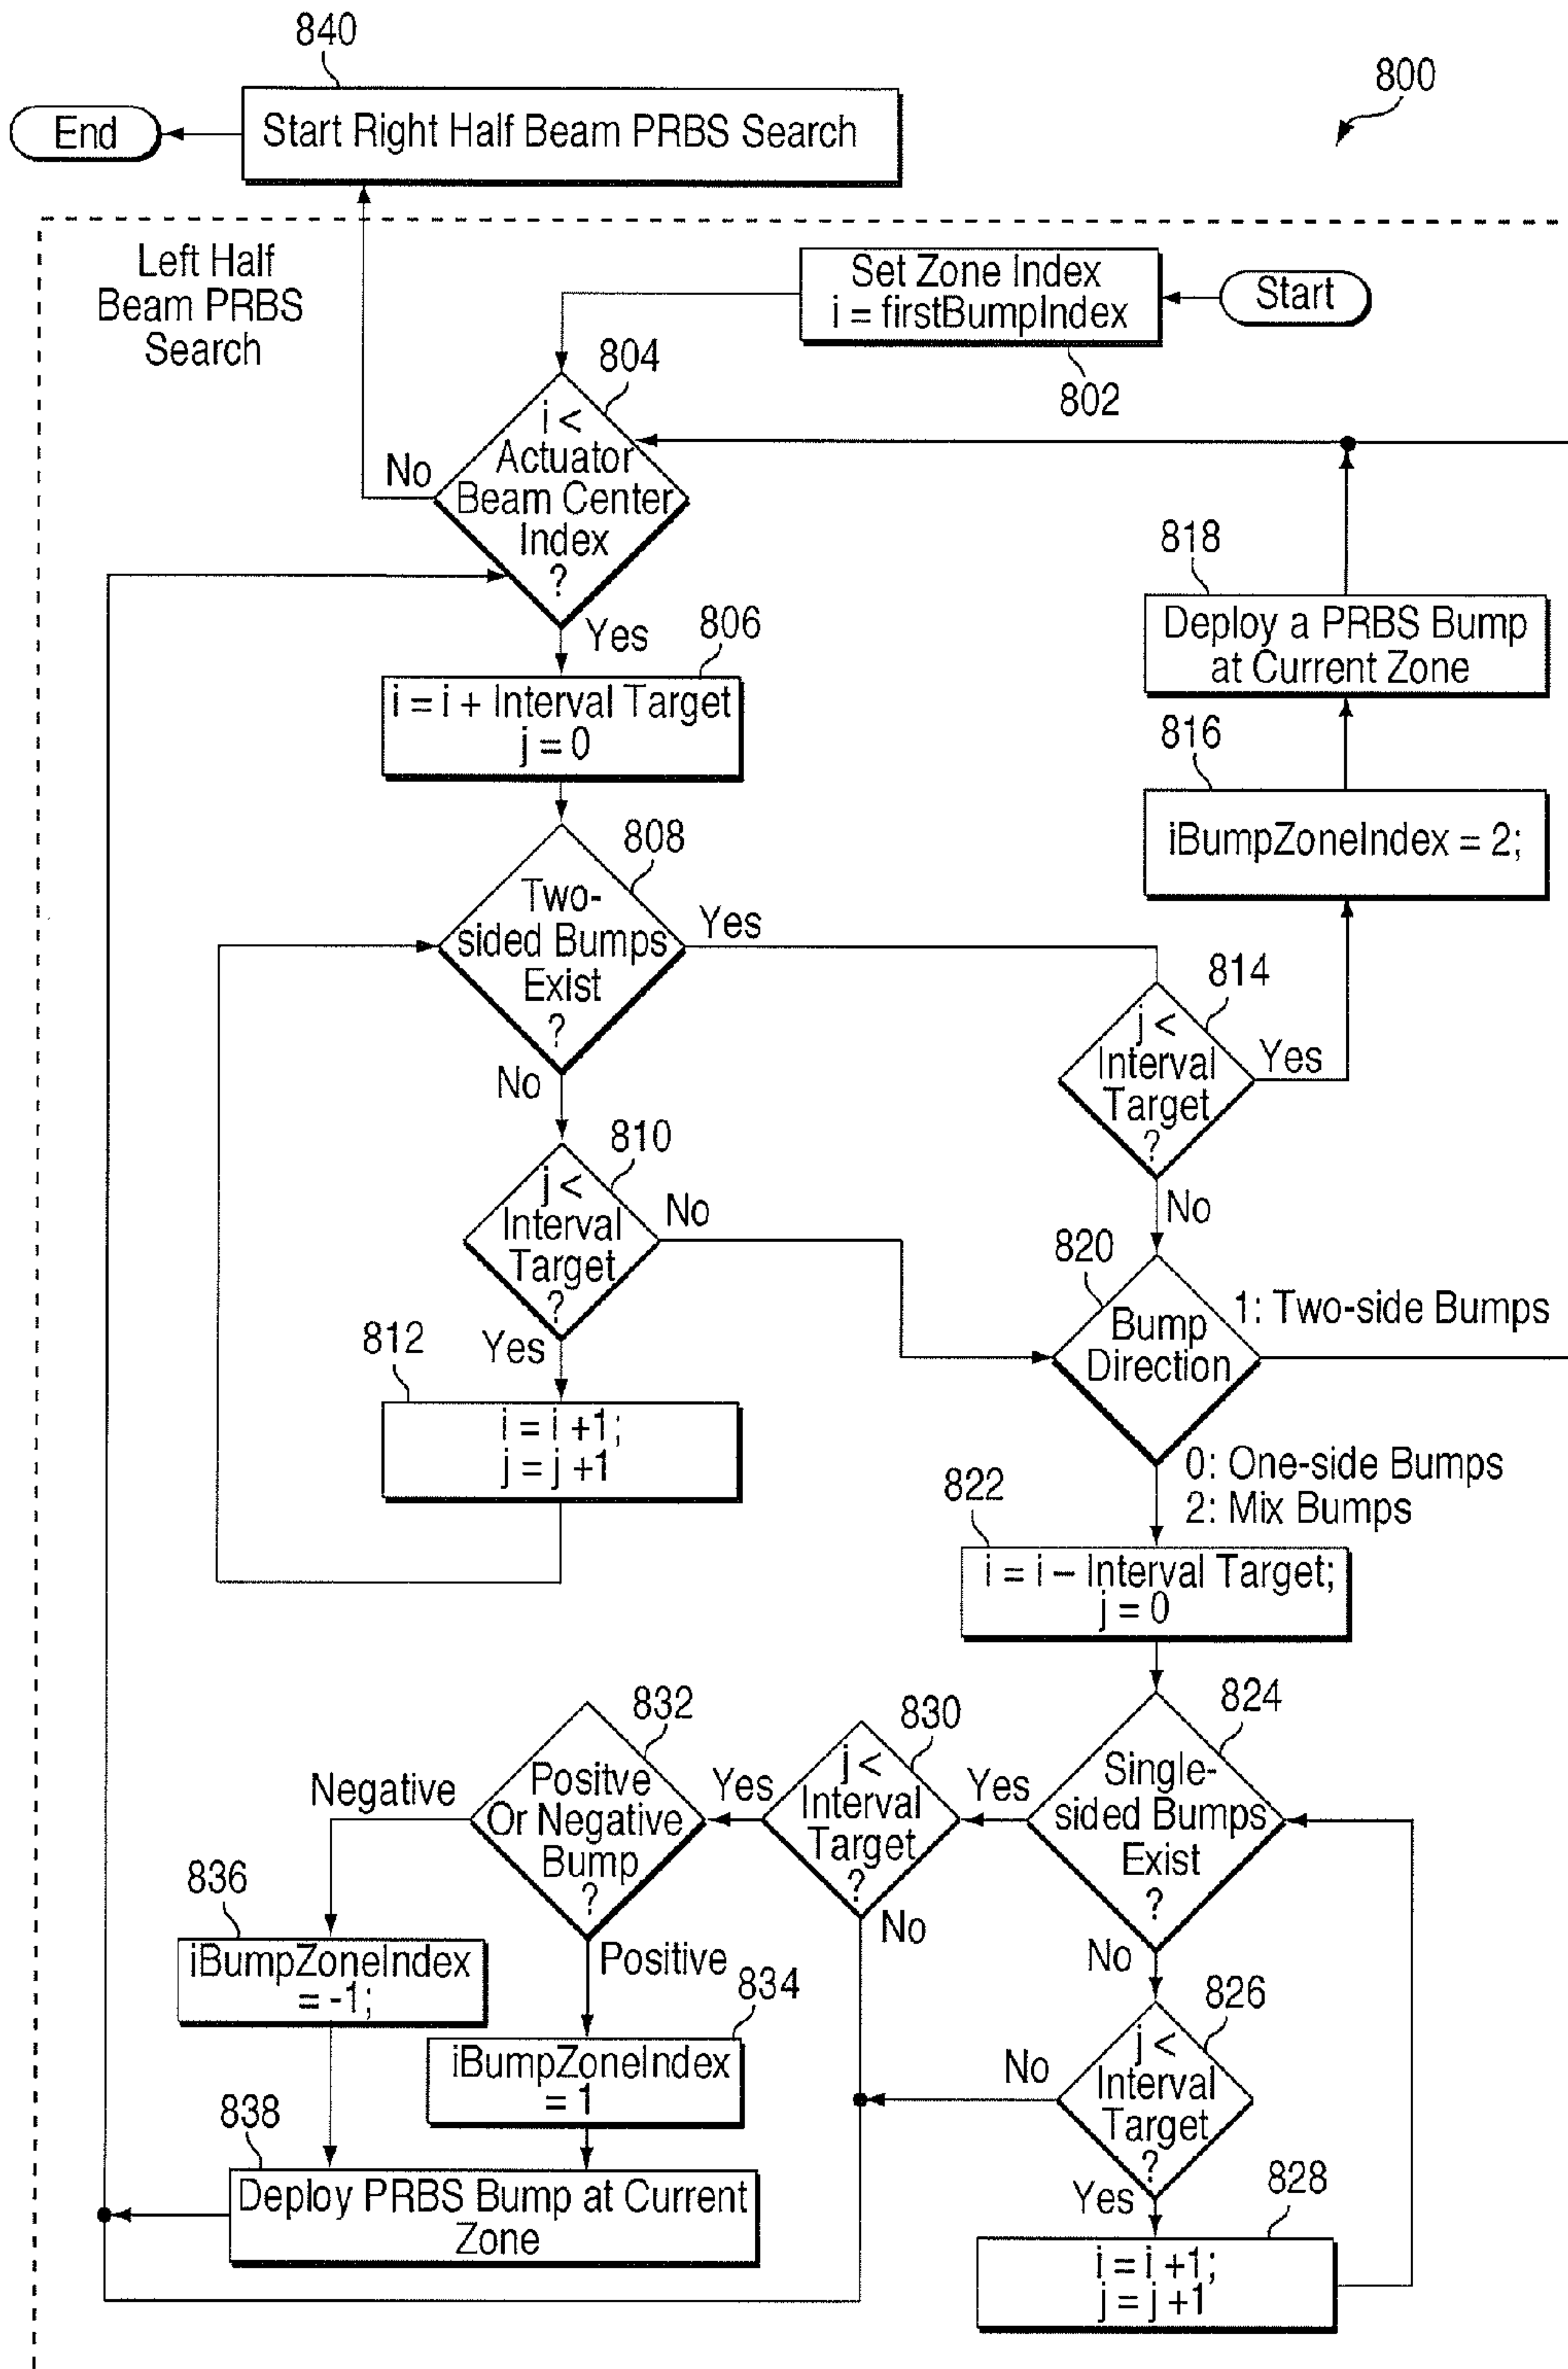 840
800
End
Start Right Half Beam PRBS Search
Left Half
Beam PRBS
Search
Set Zone Index
i = firstBumpIndex
Start
802
804
i <
Actuator
Beam Center
Index
?
No
Yes
806
i = i + Interval Target
j = 0
818
Deploy a PRBS Bump
at Current Zone
816
iBumpZoneIndex = 2;
808
Two-
sided Bumps
Exist
?
Yes
No
814
j <
Interval
Target
?
Yes
No
810
j <
Interval
Target
?
No
Yes
812
i = i +1;
j = j +1
820
Bump
Direction
1: Two-side Bumps
0: One-side Bumps
2: Mix Bumps
822
i = i – Interval Target;
j = 0
824
Single-
sided Bumps
Exist
?
Yes
No
830
j <
Interval
Target
?
Yes
No
832
Positve
Or Negative
Bump
?
Negative
Positive
836
iBumpZoneIndex
= -1;
834
iBumpZoneIndex
= 1
826
j <
Interval
Target
?
No
Yes
838
Deploy PRBS Bump at Current
Zone
828
i = i +1;
j = j +1